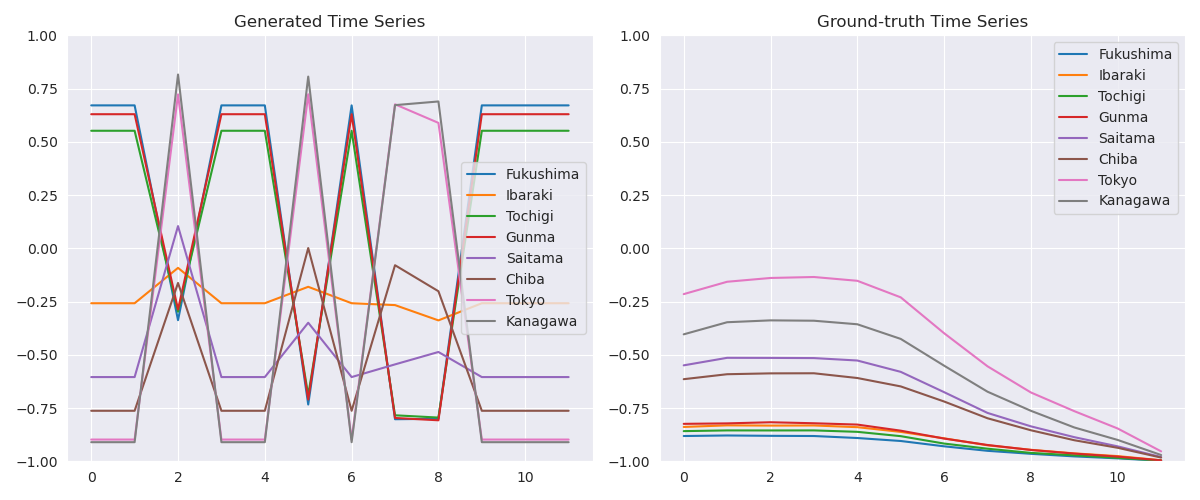 Generated Time Series
1.00
0.75
0.50
0.25
0.00
−0.25
−0.50
−0.75
−1.00
0 2 4 6 8 10
Fukushima
Ibaraki
Tochigi
Gunma
Saitama
Chiba
Tokyo
Kanagawa
Ground-truth Time Series
1.00
0.75
0.50
0.25
0.00
−0.25
−0.50
−0.75
−1.00
0 2 4 6 8 10
Fukushima
Ibaraki
Tochigi
Gunma
Saitama
Chiba
Tokyo
Kanagawa